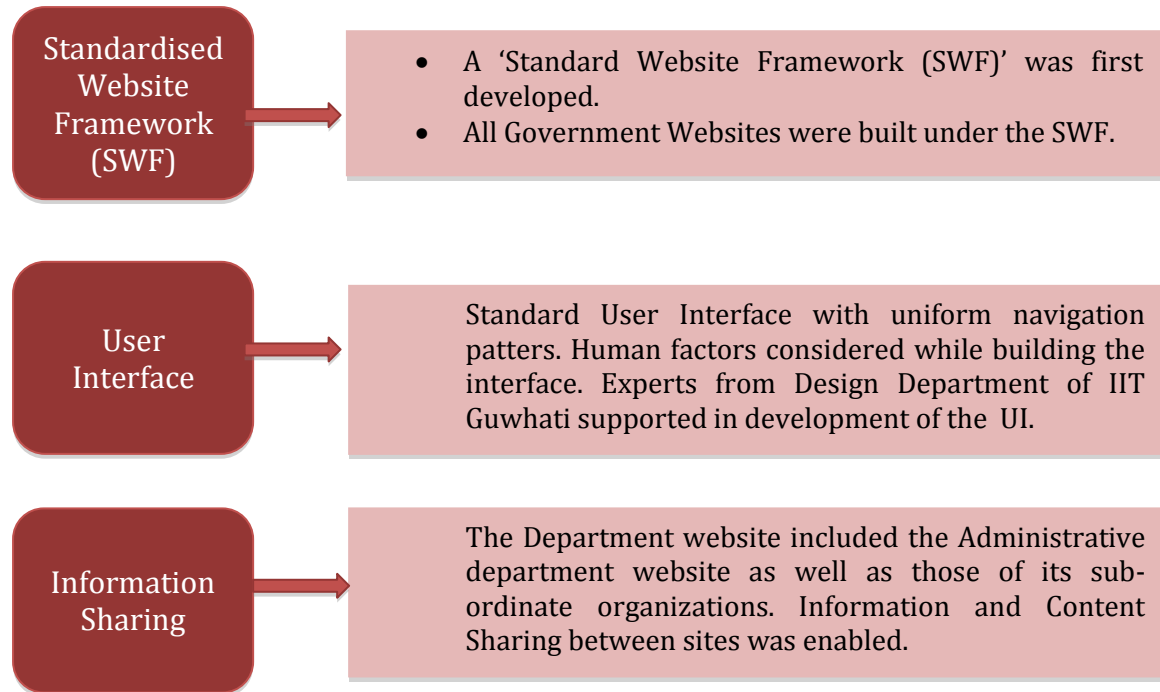 Standardised
Website
Framework
(SWF)
• A ‘Standard Website Framework (SWF)’ was first
developed.
• All Government Websites were built under the SWF.
User
Interface
Standard User Interface with uniform navigation
patters. Human factors considered while building the
interface. Experts from Design Department of IIT
Guwhati supported in development of the UI.
Information
Sharing
The Department website included the Administrative
department website as well as those of its sub-
ordinate organizations. Information and Content
Sharing between sites was enabled.